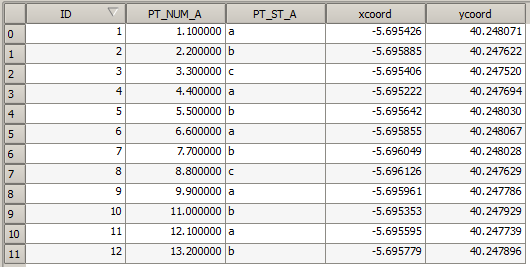 ID PT_NUM_A PT_ST_A xcoord ycoord
0 1 1.100000 a -5.695426 40.248071
1 2 2.200000 b -5.695885 40.247622
2 3 3.300000 c -5.695406 40.247520
3 4 4.400000 a -5.695222 40.247694
4 5 5.500000 b -5.695642 40.248030
5 6 6.600000 a -5.695855 40.248067
6 7 7.700000 b -5.696049 40.248028
7 8 8.800000 c -5.696126 40.247629
8 9 9.900000 a -5.695961 40.247786
9 10 11.000000 b -5.695353 40.247929
10 11 12.100000 a -5.695595 40.247739
11 12 13.200000 b -5.695779 40.247896